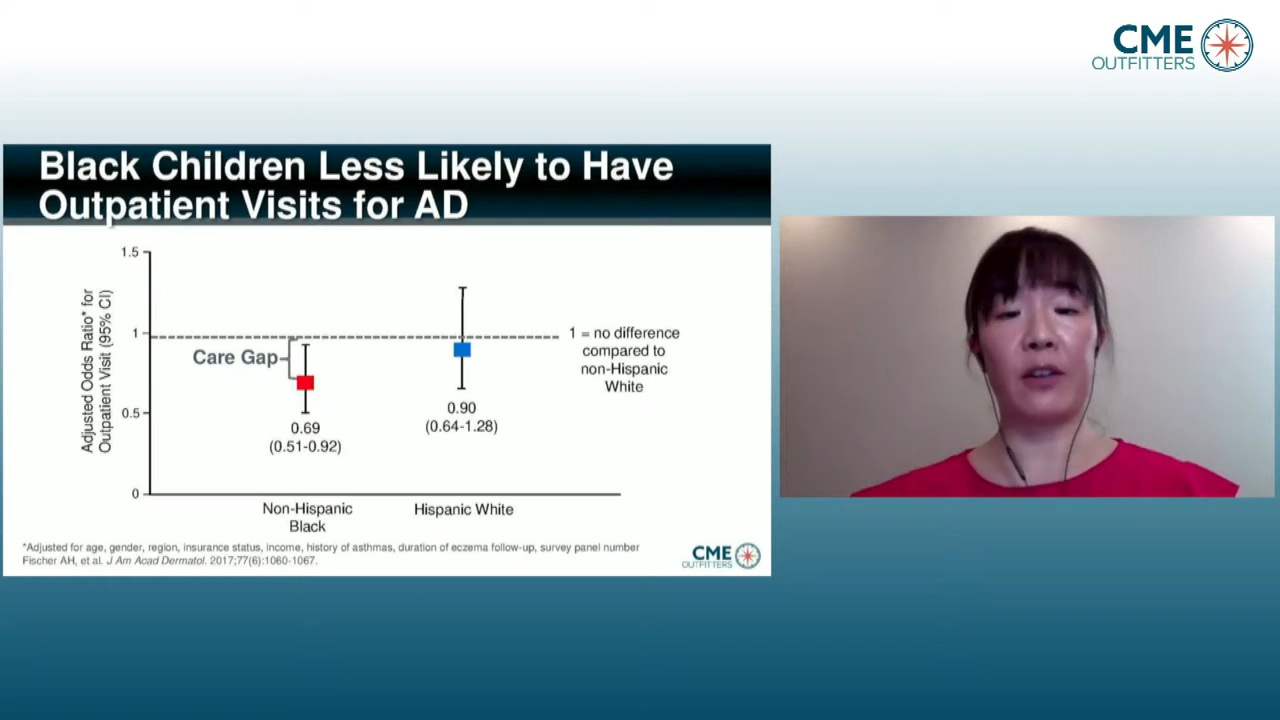 CME
OUTFITTERS
Black Children Less Likely to Have
Outpatient Visits for AD
Adjusted Odds Ratio* for
Outpatient Visit (95% CI)
1.5
1
0.5
0
Care Gap
0.69
(0.51-0.92)
0.90
(0.64-1.28)
1 = no difference
compared to
non-Hispanic
White
Non-Hispanic
Black
Hispanic White
*Adjusted for age, gender, region, insurance status, income, history of asthmas, duration of eczema follow-up, survey panel number
Fischer AH, et al. J Am Acad Dermatol. 2017;77(6):1060-1067.
CME
OUTFITTERS